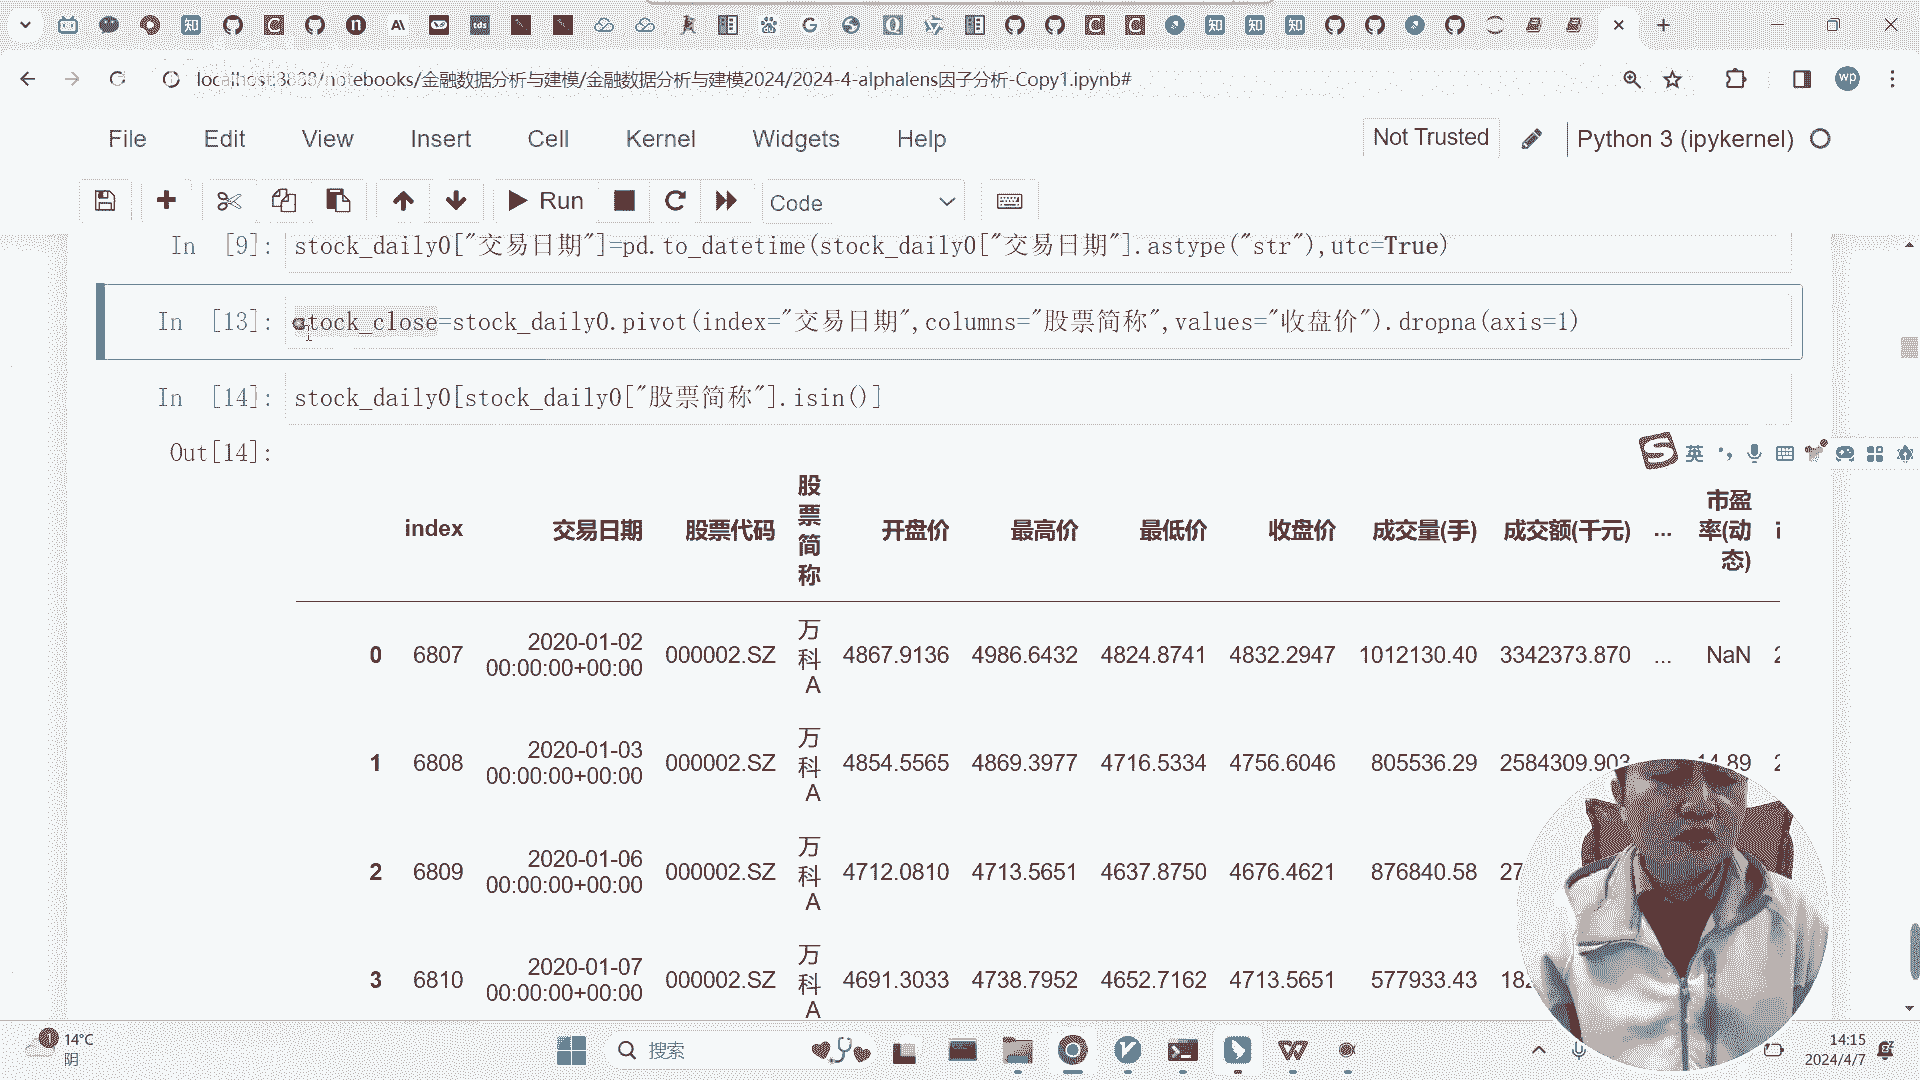 localhost:8888/notebooks/金融数据分析与建模/金融数据分析与建模2024/2024-4-alphalens因子分析-Copy1.ipynb#
wp
File Edit View Insert Cell Kernel Widgets Help
Not Trusted
Python 3 (ipykernel)
Run
Code
In [9]: stock_daily0["交易日期"]=pd.to_datetime(stock_daily0["交易日期"].astype("str"),utc=True)
In [13]: stock_close=stock_daily0.pivot(index="交易日期",columns="股票简称",values="收盘价").dropna(axis=1)
In [14]: stock_daily0[stock_daily0["股票简称"].isin()]
Out[14]:
英
index 交易日期 股票代码 股票简称 开盘价 最高价 最低价 收盘价 成交量(手) 成交额(千元) ... 市盈率(动态)
0 6807 2020-01-02 00:00:00+00:00 000002.SZ 万科A 4867.9136 4986.6432 4824.8741 4832.2947 1012130.40 3342373.870 ... NaN
1 6808 2020-01-03 00:00:00+00:00 000002.SZ 万科A 4854.5565 4869.3977 4716.5334 4756.6046 805536.29 2584309.903 14.89
2 6809 2020-01-06 00:00:00+00:00 000002.SZ 万科A 4712.0810 4713.5651 4637.8750 4676.4621 876840.58 27
3 6810 2020-01-07 00:00:00+00:00 000002.SZ 万科A 4691.3033 4738.7952 4652.7162 4713.5651 577933.43 182
14°C
阴
搜索
14:15
2024/4/7